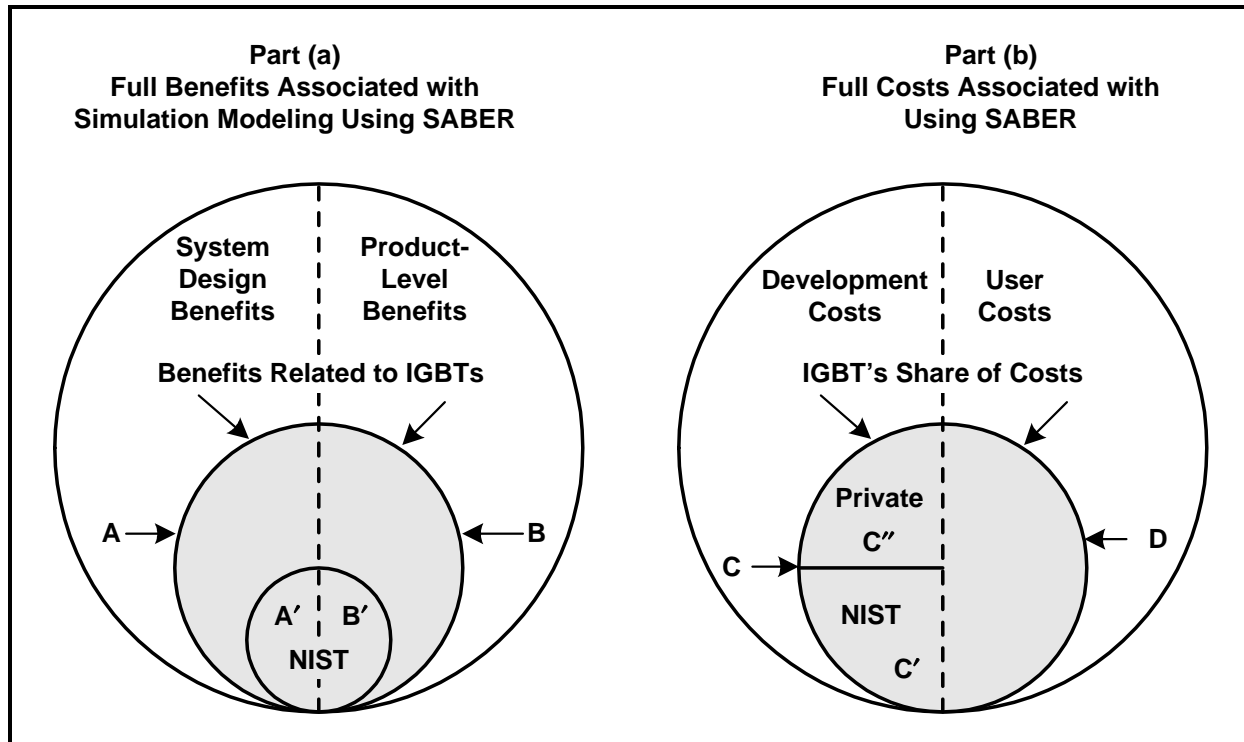 Part (a)
Full Benefits Associated with
Simulation Modeling Using SABER
System
Design
Benefits
Product-
Level
Benefits
Benefits Related to IGBTs
A
B
A′
B′
NIST
Part (b)
Full Costs Associated with
Using SABER
Development
Costs
User
Costs
IGBT’s Share of Costs
Private
C″
C
D
NIST
C′